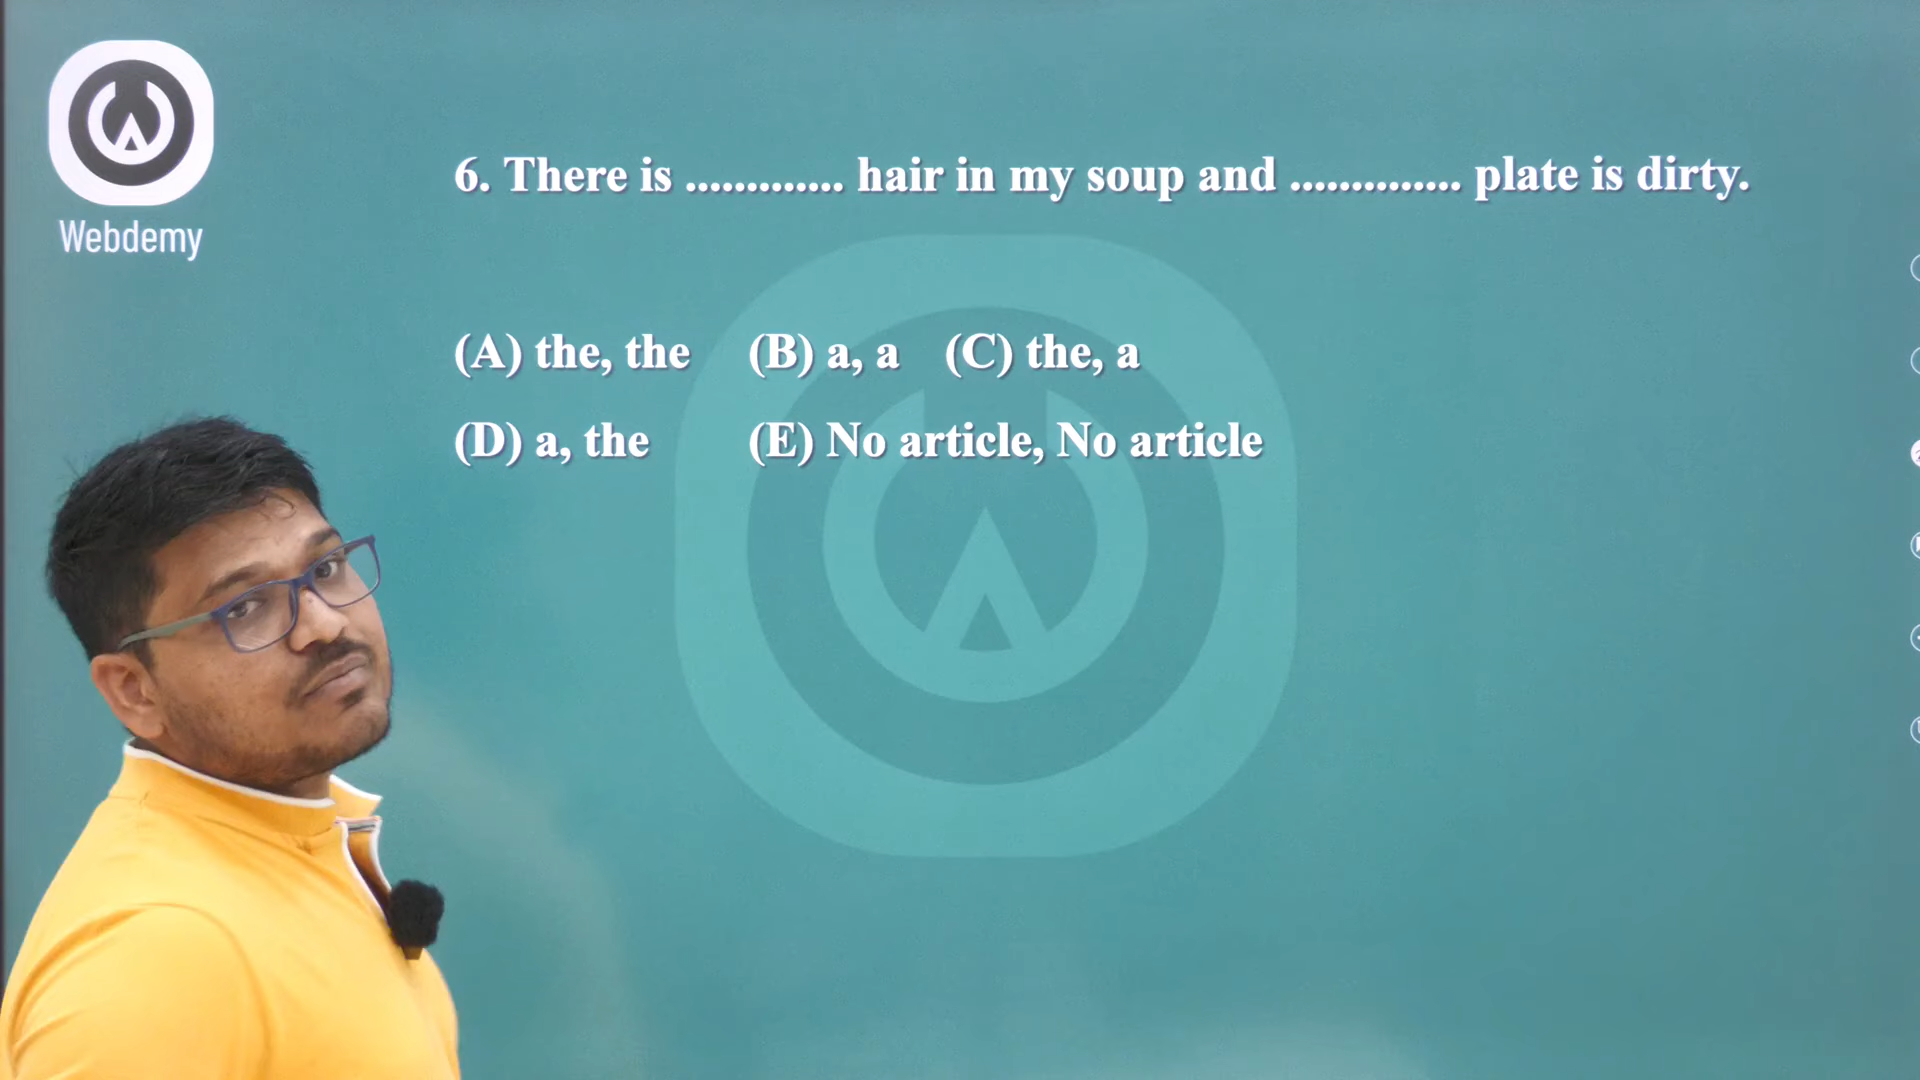 Webdemy
6. There is ............. hair in my soup and .............. plate is dirty.
(A) the, the (B) a, a (C) the, a
(D) a, the (E) No article, No article